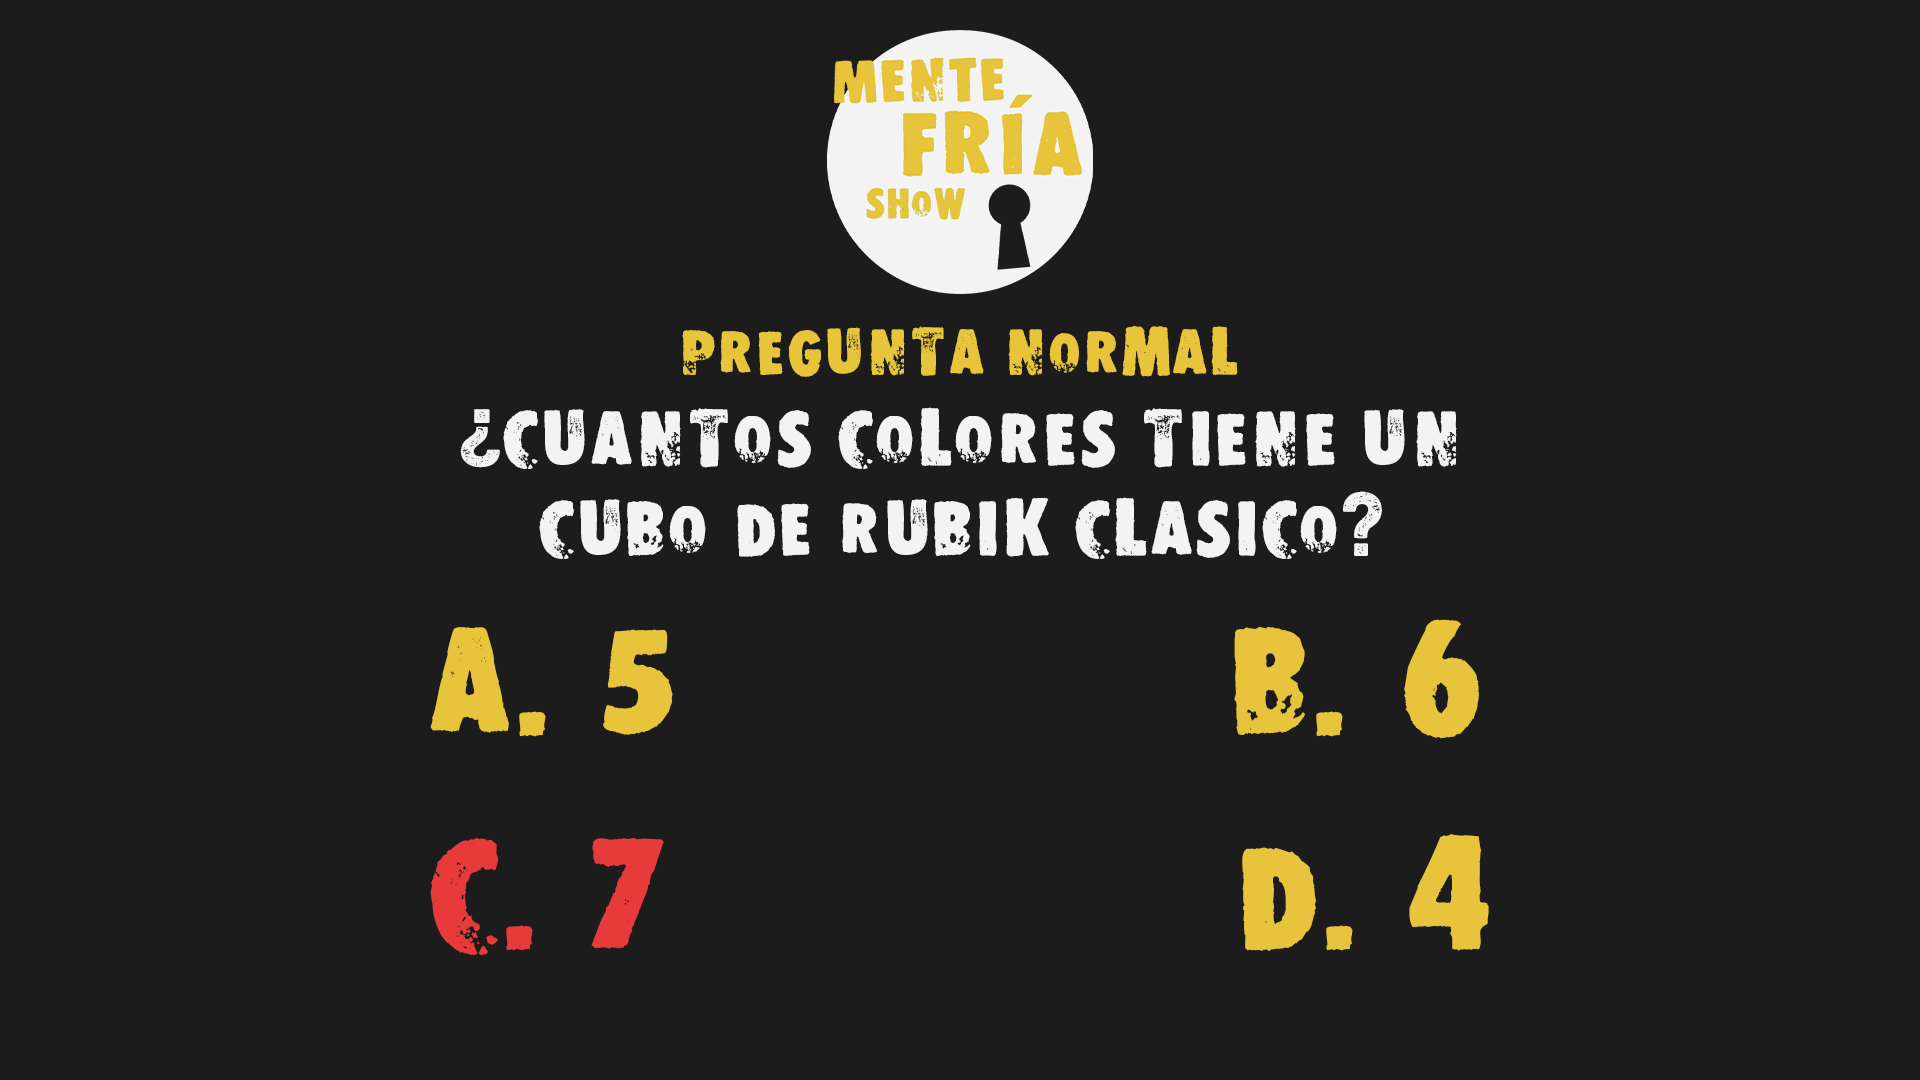 MENTE
FRÍA
SHOW
PREGUNTA NORMAL
¿CUANTOS COLORES TIENE UN
CUBO DE RUBIK CLASICO?
A. 5
B. 6
C. 7
D. 4